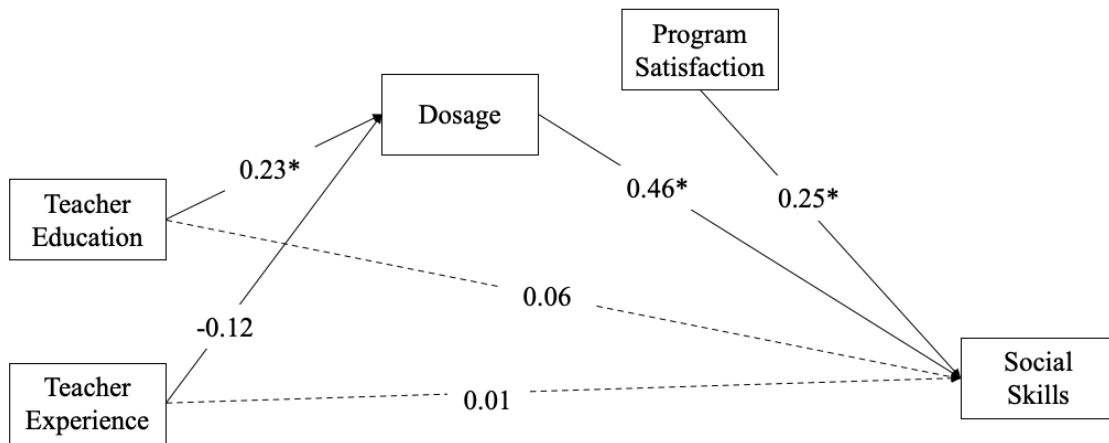 Program
Satisfaction
Dosage
0.23*
0.46*
0.25*
Teacher
Education
0.06
-0.12
Teacher
Experience
0.01
Social
Skills